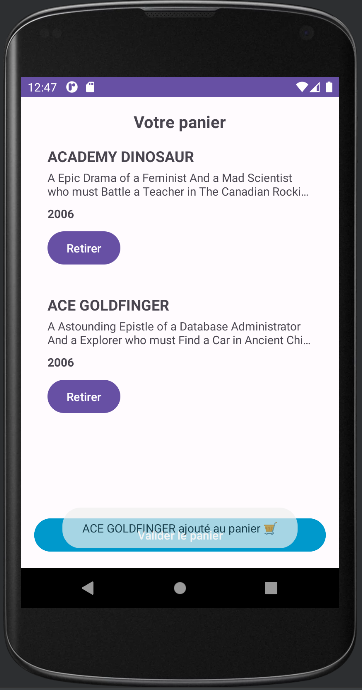 12:47
Votre panier
ACADEMY DINOSAUR
A Epic Drama of a Feminist And a Mad Scientist
who must Battle a Teacher in The Canadian Rocki…
2006
Retirer
ACE GOLDFINGER
A Astounding Epistle of a Database Administrator
And a Explorer who must Find a Car in Ancient Chi…
2006
Retirer
ACE GOLDFINGER ajouté au panier 🛒
Valider le panier